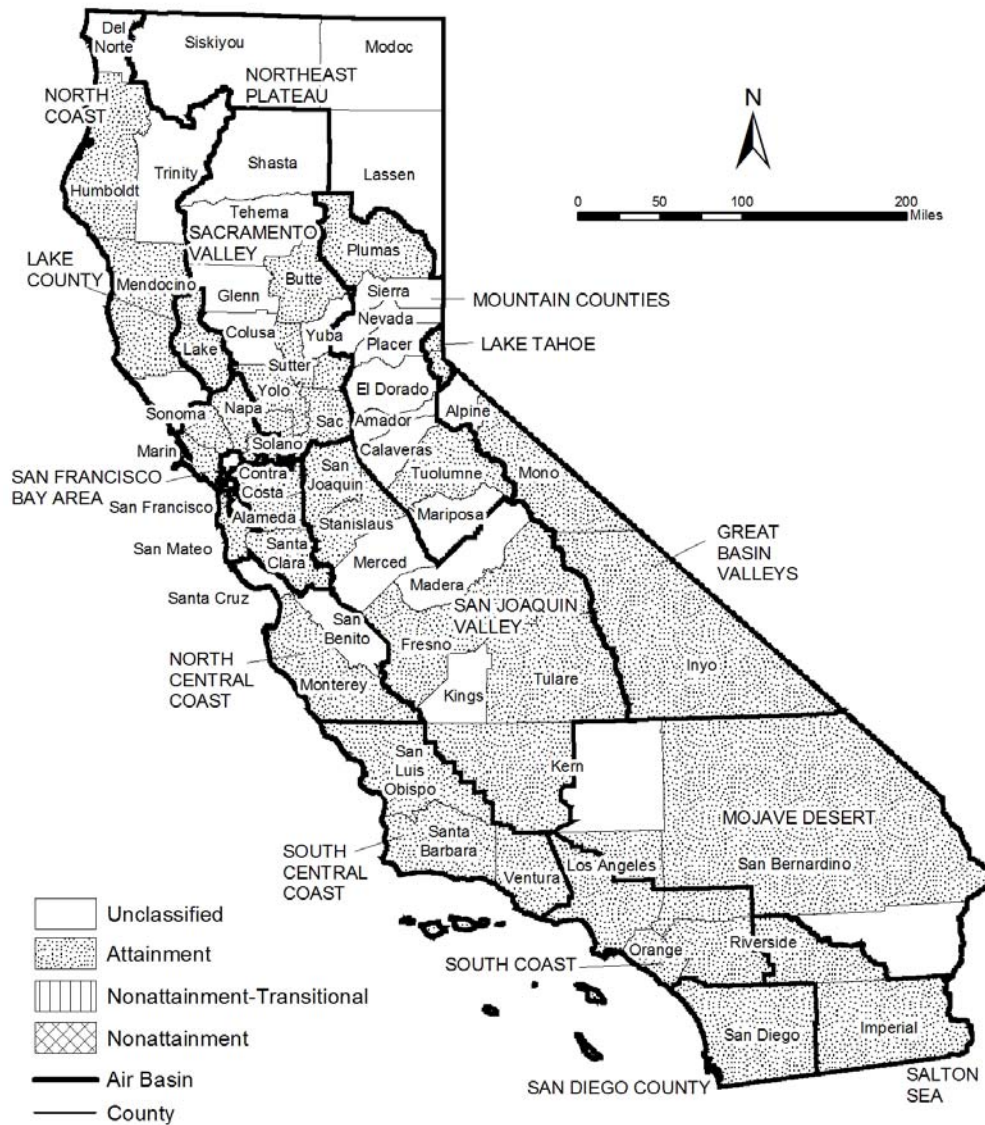 Del
Norte
Siskiyou
Modoc
NORTHEAST
PLATEAU
NORTH
COAST
N
Shasta
Trinity
Lassen
Humboldt
0 50 100 200
Miles
Tehema
SACRAMENTO
VALLEY
Plumas
LAKE
COUNTY
Mendocino
Butte
Glenn
Sierra
MOUNTAIN COUNTIES
Nevada
Colusa
Yuba
Placer
LAKE TAHOE
Lake
Sutter
Yolo
El Dorado
Napa
Sonoma
Sac
Amador
Alpine
Solano
Marin
Calaveras
Mono
SAN FRANCISCO
BAY AREA
Contra
Costa
San
Joaquin
Tuolumne
San Francisco
Alameda
Stanislaus
Mariposa
GREAT
BASIN
VALLEYS
San Mateo
Santa
Clara
Merced
Madera
Santa Cruz
SAN JOAQUIN
VALLEY
San
Benito
Fresno
NORTH
CENTRAL
COAST
Inyo
Monterey
Kings
Tulare
San
Luis
Obispo
Kern
MOJAVE DESERT
Santa
Barbara
SOUTH
CENTRAL
COAST
Los Angeles
San Bernardino
Ventura
Unclassified
Attainment
Orange
Riverside
SOUTH COAST
Nonattainment-Transitional
Nonattainment
San Diego
Imperial
Air Basin
SAN DIEGO COUNTY
SALTON
SEA
County